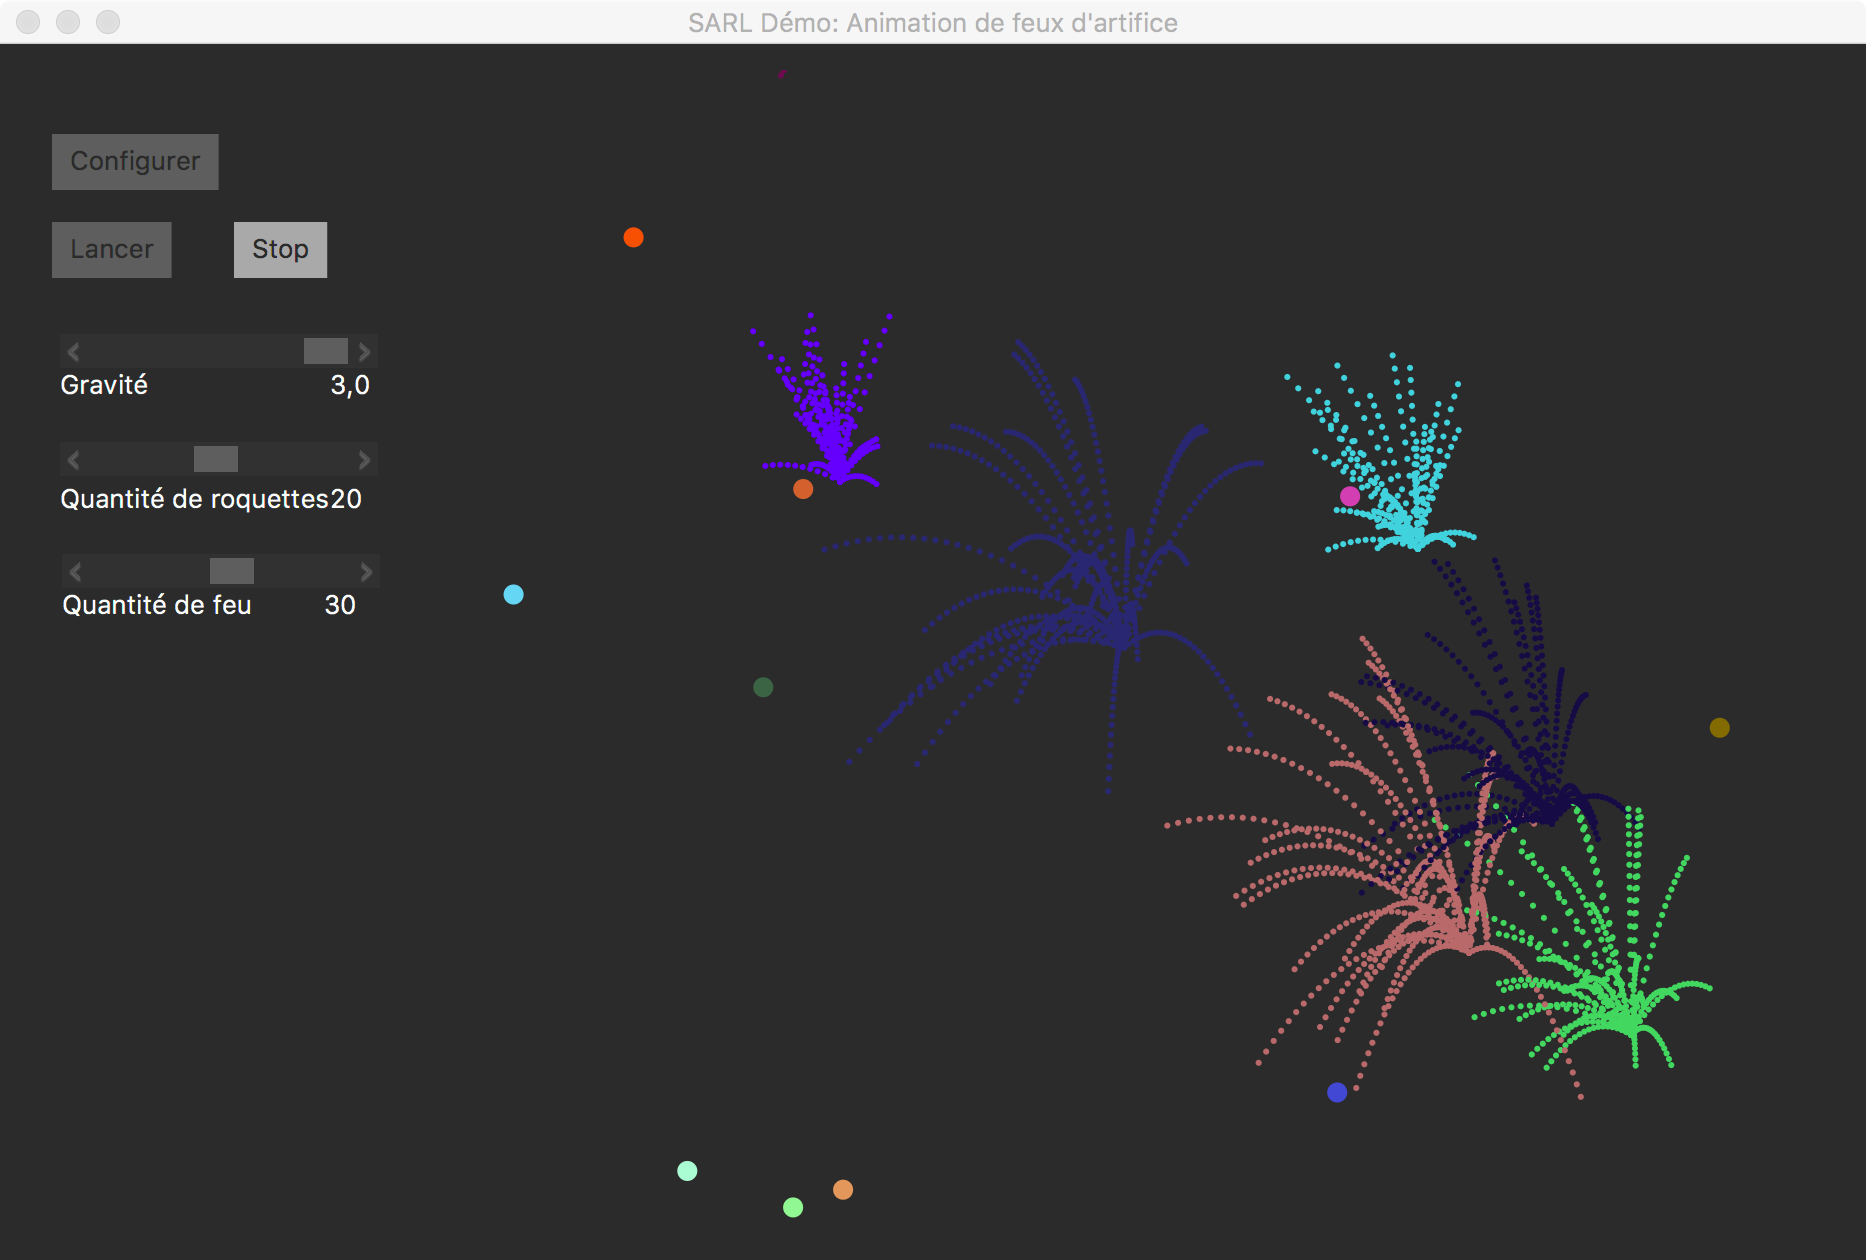 SARL Démo: Animation de feux d'artifice
Configurer
Lancer Stop
Gravité 3,0
Quantité de roquettes20
Quantité de feu 30